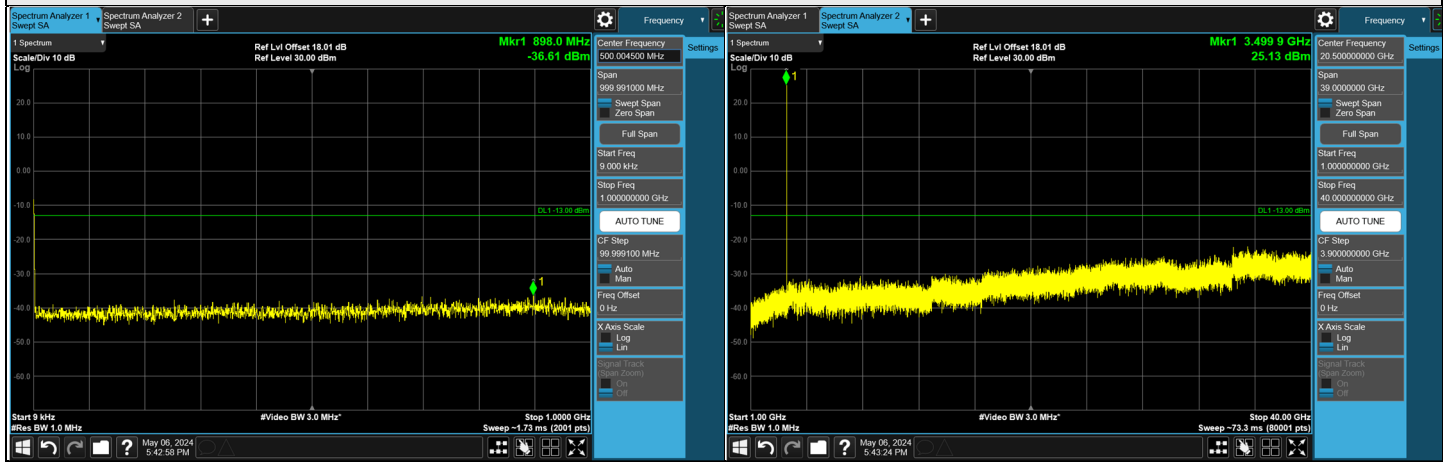 Spectrum Analyzer 1
Swept SA
Spectrum Analyzer 2
Swept SA
Frequency
1 Spectrum
Scale/Div 10 dB
Log
Ref Lvl Offset 18.01 dB
Ref Level 30.00 dBm
Mkr1 898.0 MHz
-36.61 dBm
1
20.0
10.0
0.00
-10.0
-20.0
-30.0
-40.0
-50.0
-60.0
DL1 -13.00 dBm
Start 9 kHz
#Res BW 1.0 MHz
#Video BW 3.0 MHz*
Stop 1.0000 GHz
Sweep ~1.73 ms (2001 pts)
Center Frequency
500.004500 MHz
Settings
Span
999.991000 MHz
Swept Span
Zero Span
Full Span
Start Freq
9.000 kHz
Stop Freq
1.000000000 GHz
AUTO TUNE
CF Step
99.999100 MHz
Auto
Man
Freq Offset
0 Hz
X Axis Scale
Log
Lin
Signal Track
(Span Zoom)
On
Off
May 06, 2024
5:42:58 PM
Spectrum Analyzer 1
Swept SA
Spectrum Analyzer 2
Swept SA
Frequency
1 Spectrum
Scale/Div 10 dB
Log
Ref Lvl Offset 18.01 dB
Ref Level 30.00 dBm
Mkr1 3.499 9 GHz
25.13 dBm
1
20.0
10.0
0.00
-10.0
-20.0
-30.0
-40.0
-50.0
-60.0
DL1 -13.00 dBm
Start 1.00 GHz
#Res BW 1.0 MHz
#Video BW 3.0 MHz*
Stop 40.00 GHz
Sweep ~73.3 ms (80001 pts)
Center Frequency
20.500000000 GHz
Settings
Span
39.0000000 GHz
Swept Span
Zero Span
Full Span
Start Freq
1.000000000 GHz
Stop Freq
40.000000000 GHz
AUTO TUNE
CF Step
3.900000000 GHz
Auto
Man
Freq Offset
0 Hz
X Axis Scale
Log
Lin
Signal Track
(Span Zoom)
On
Off
May 06, 2024
5:43:24 PM